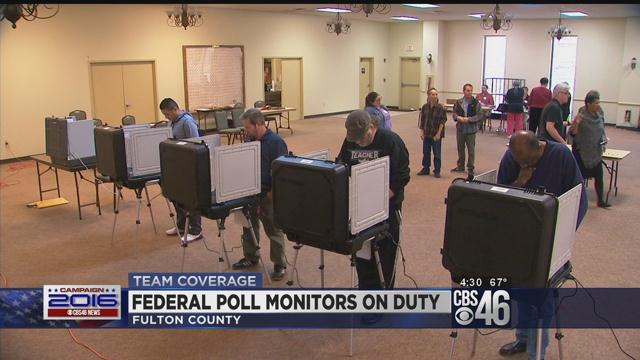 TEACHER
TEAM COVERAGE
CAMPAIGN
2016
CBS46 NEWS
FEDERAL POLL MONITORS ON DUTY
FULTON COUNTY
4:30 67°
CBS 46